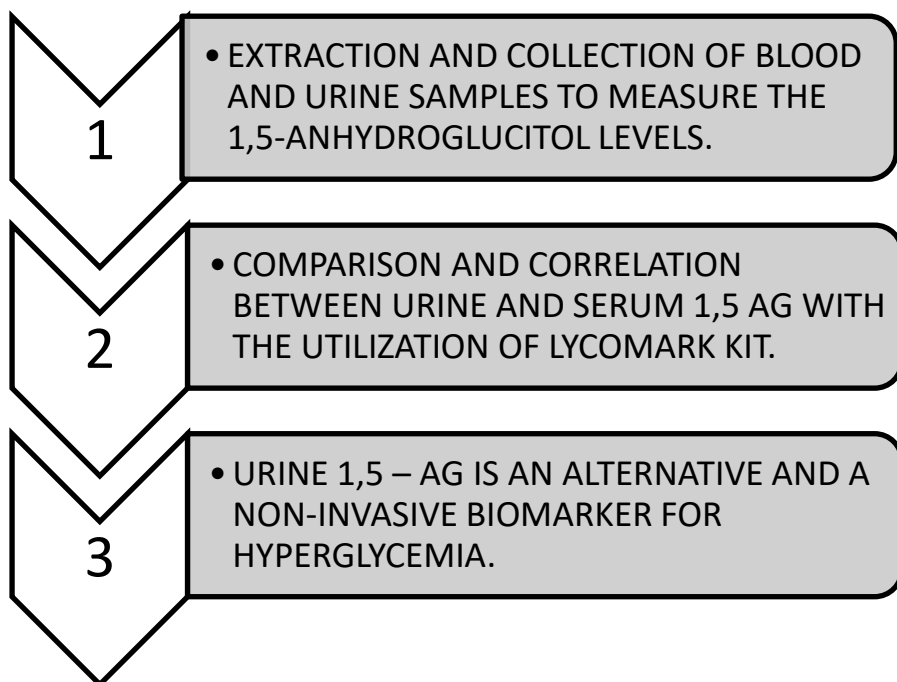 1
• EXTRACTION AND COLLECTION OF BLOOD
AND URINE SAMPLES TO MEASURE THE
1,5-ANHYDROGLUCITOL LEVELS.
2
• COMPARISON AND CORRELATION
BETWEEN URINE AND SERUM 1,5 AG WITH
THE UTILIZATION OF LYCOMARK KIT.
3
• URINE 1,5 – AG IS AN ALTERNATIVE AND A
NON-INVASIVE BIOMARKER FOR
HYPERGLYCEMIA.